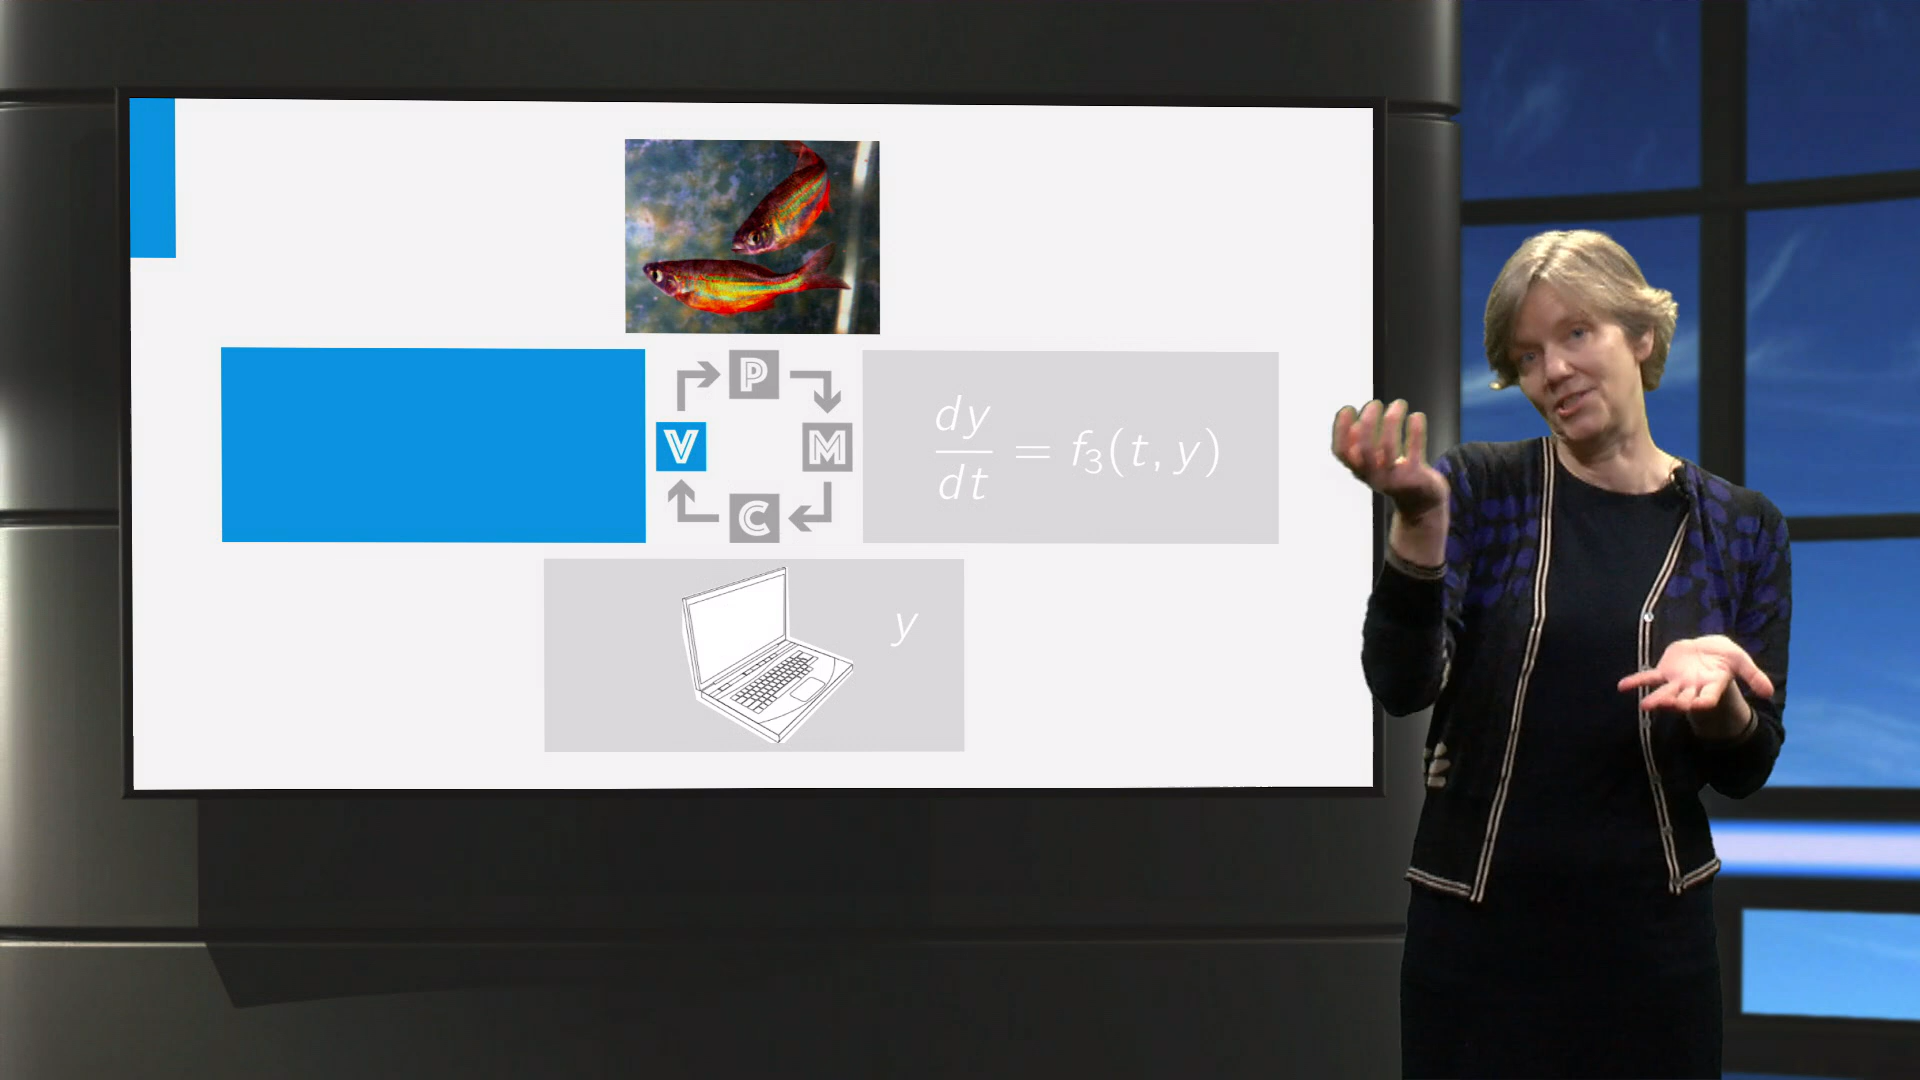 P
V
M
C
dy/dt = f₃(t, y)
y